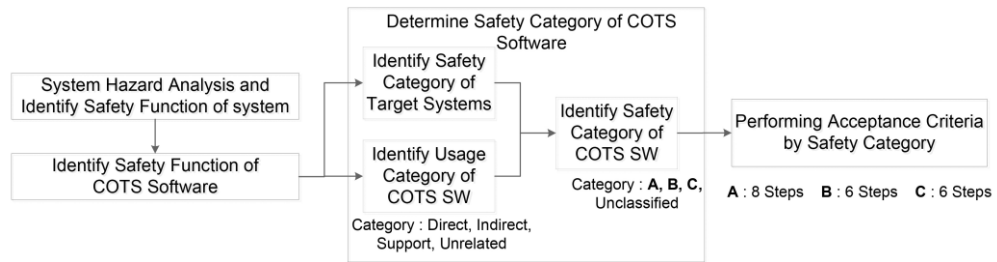 System Hazard Analysis and
Identify Safety Function of system
Identify Safety Function of
COTS Software
Determine Safety Category of COTS
Software
Identify Safety
Category of
Target Systems
Identify Usage
Category of
COTS SW
Category : Direct, Indirect,
Support, Unrelated
Identify Safety
Category of
COTS SW
Category : A, B, C,
Unclassified
Performing Acceptance Criteria
by Safety Category
A : 8 Steps B : 6 Steps C : 6 Steps